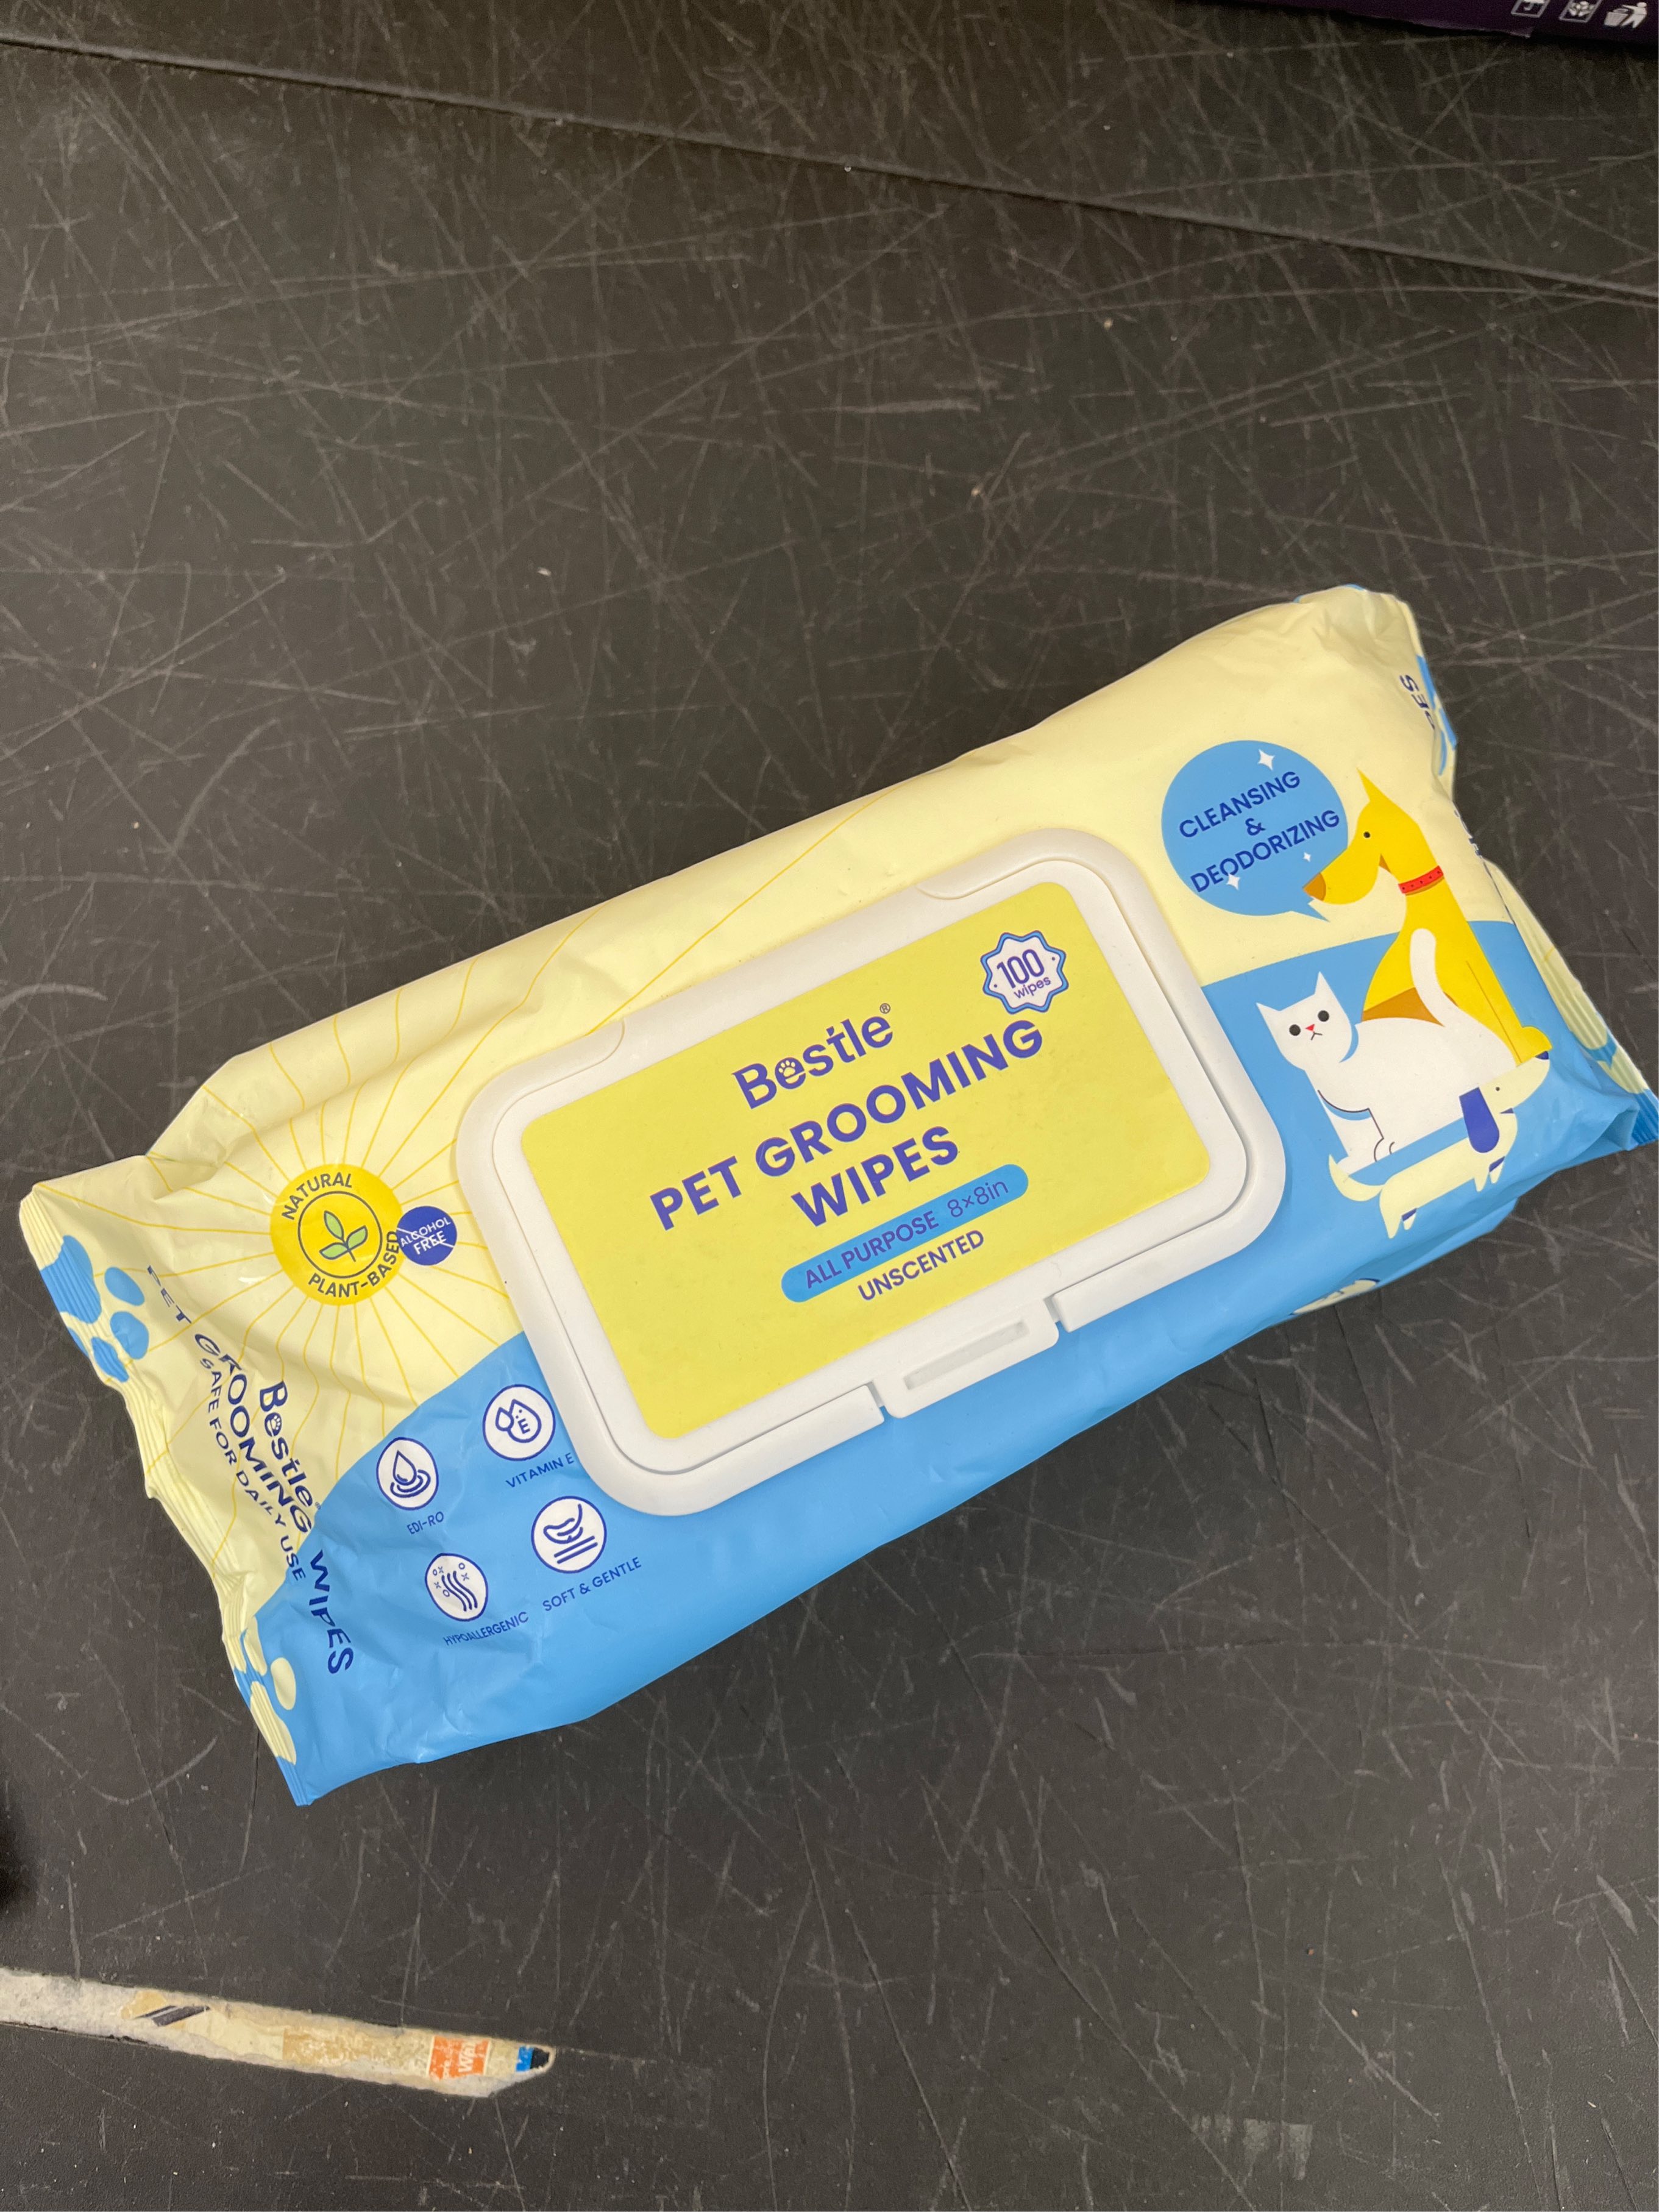 CLEANSING
&
DEODORIZING
100
wipes
Bestle®
PET GROOMING
WIPES
ALL PURPOSE 8×8in
UNSCENTED
NATURAL
PLANT-BASED
ALCOHOL
FREE
VITAMIN E
E
EDI-RO
SOFT & GENTLE
HYPOALLERGENIC
Bestle
PET GROOMING WIPES
SAFE FOR DAILY USE